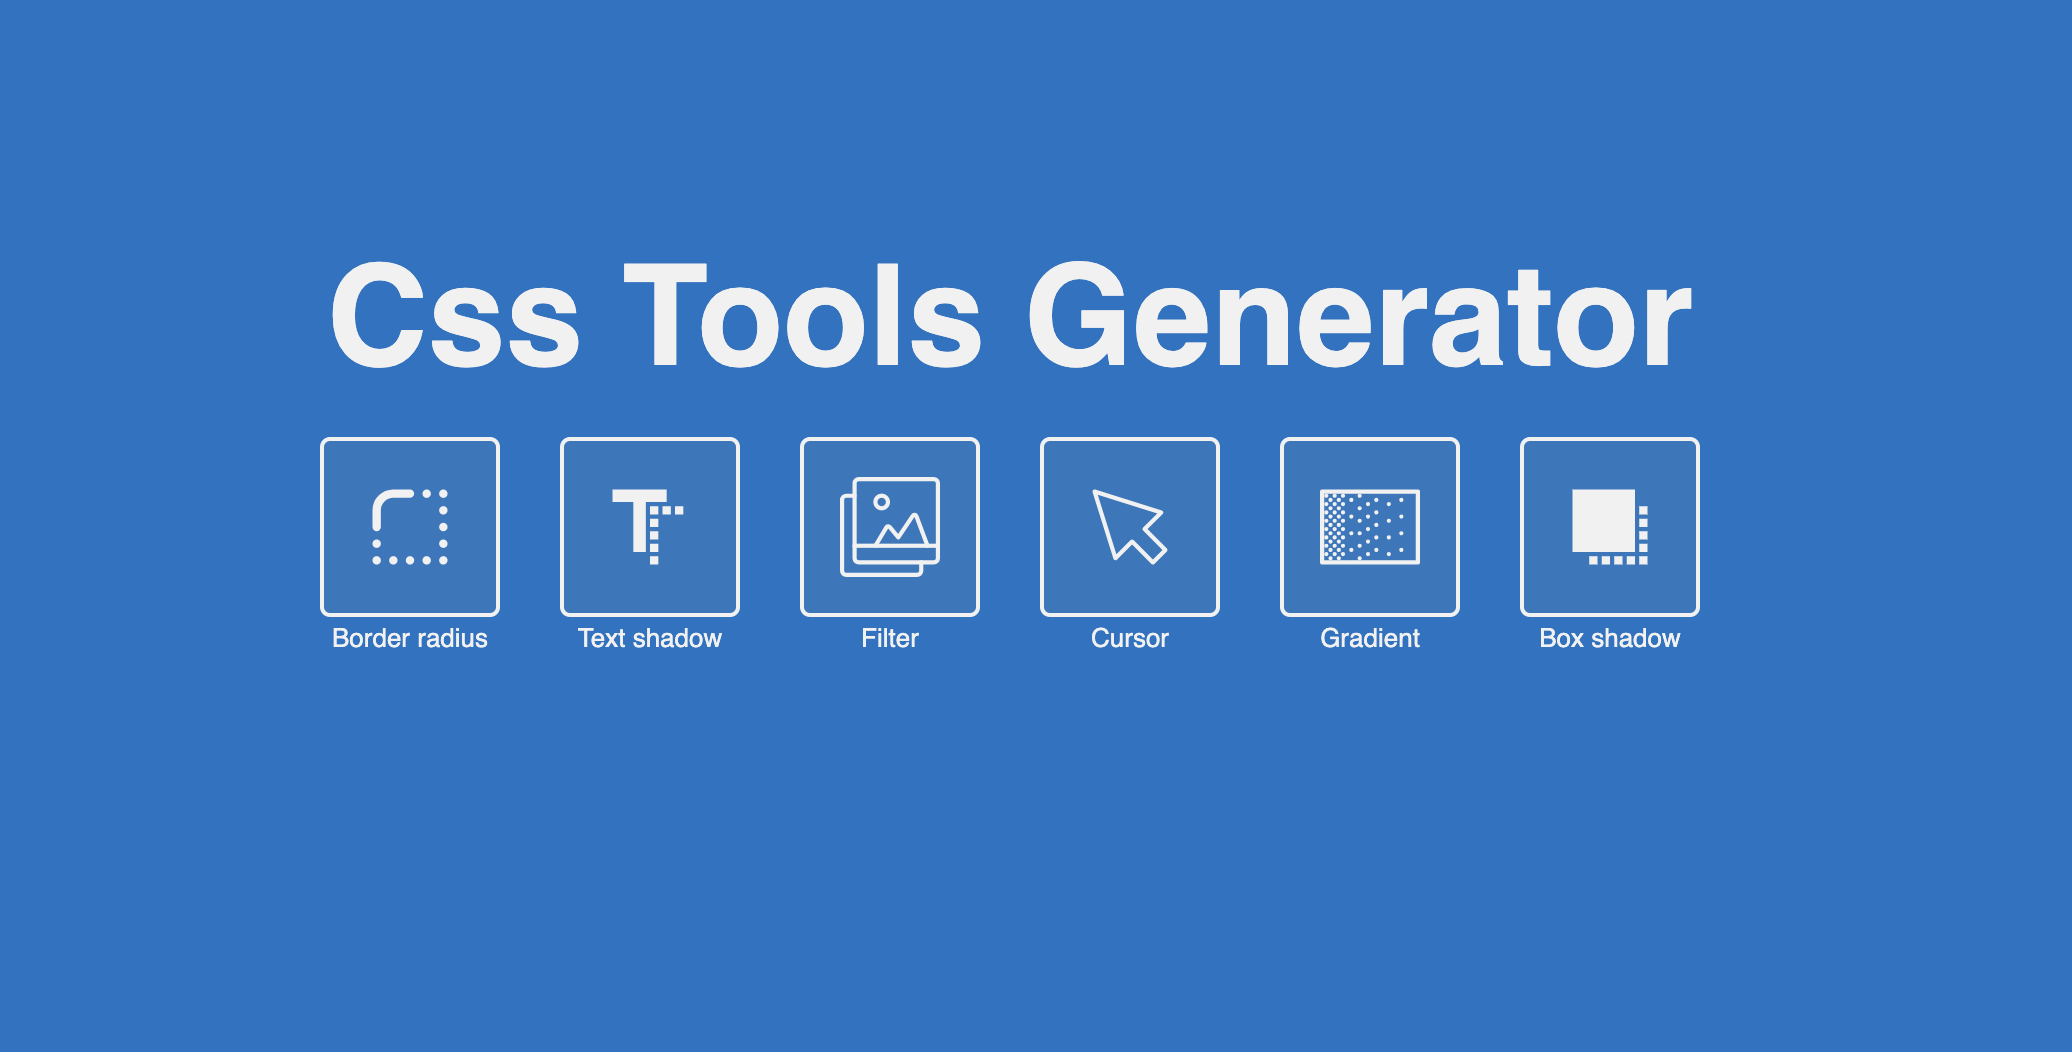 Css Tools Generator
Border radius
Text shadow
Filter
Cursor
Gradient
Box shadow